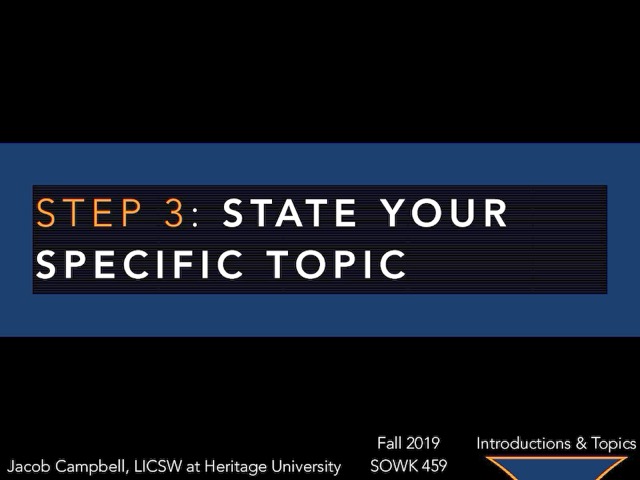 STEP 3: STATE YOUR
SPECIFIC TOPIC
Fall 2019
Introductions & Topics
Jacob Campbell, LICSW at Heritage University
SOWK 459